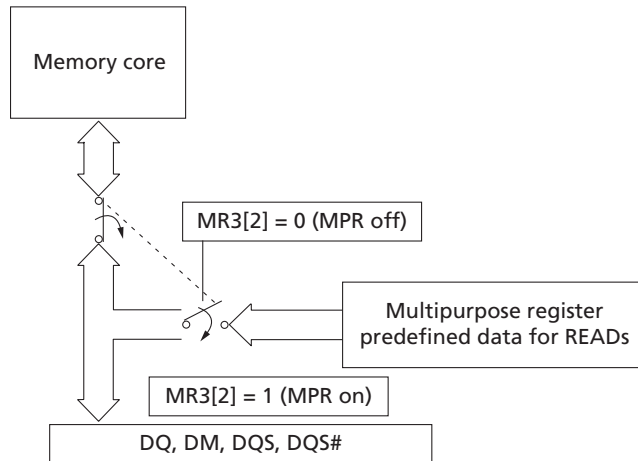 Memory core
MR3[2] = 0 (MPR off)
Multipurpose register
predefined data for READs
MR3[2] = 1 (MPR on)
DQ, DM, DQS, DQS#